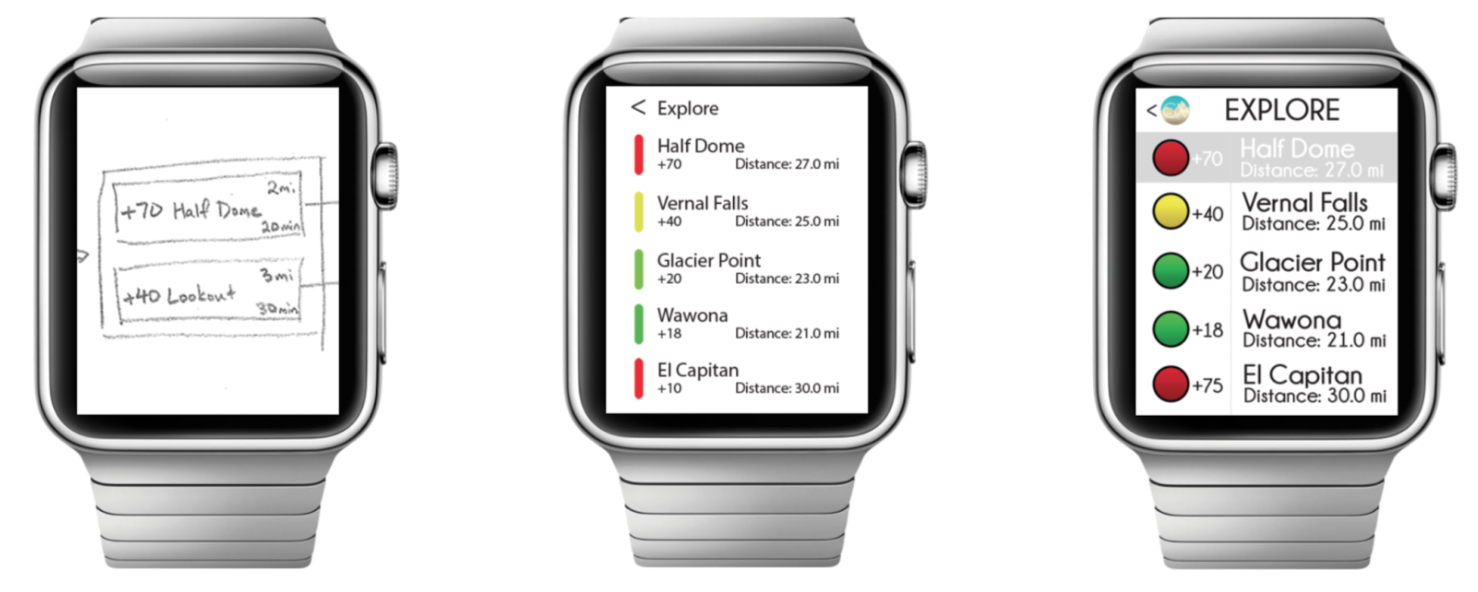 2mi.
+70 Half Dome
20min
3mi
+40 Lookout
30min
< Explore
Half Dome
+70 Distance: 27.0 mi
Vernal Falls
+40 Distance: 25.0 mi
Glacier Point
+20 Distance: 23.0 mi
Wawona
+18 Distance: 21.0 mi
El Capitan
+10 Distance: 30.0 mi
< EXPLORE
+70 Half Dome
Distance: 27.0 mi
+40 Vernal Falls
Distance: 25.0 mi
+20 Glacier Point
Distance: 23.0 mi
+18 Wawona
Distance: 21.0 mi
+75 El Capitan
Distance: 30.0 mi